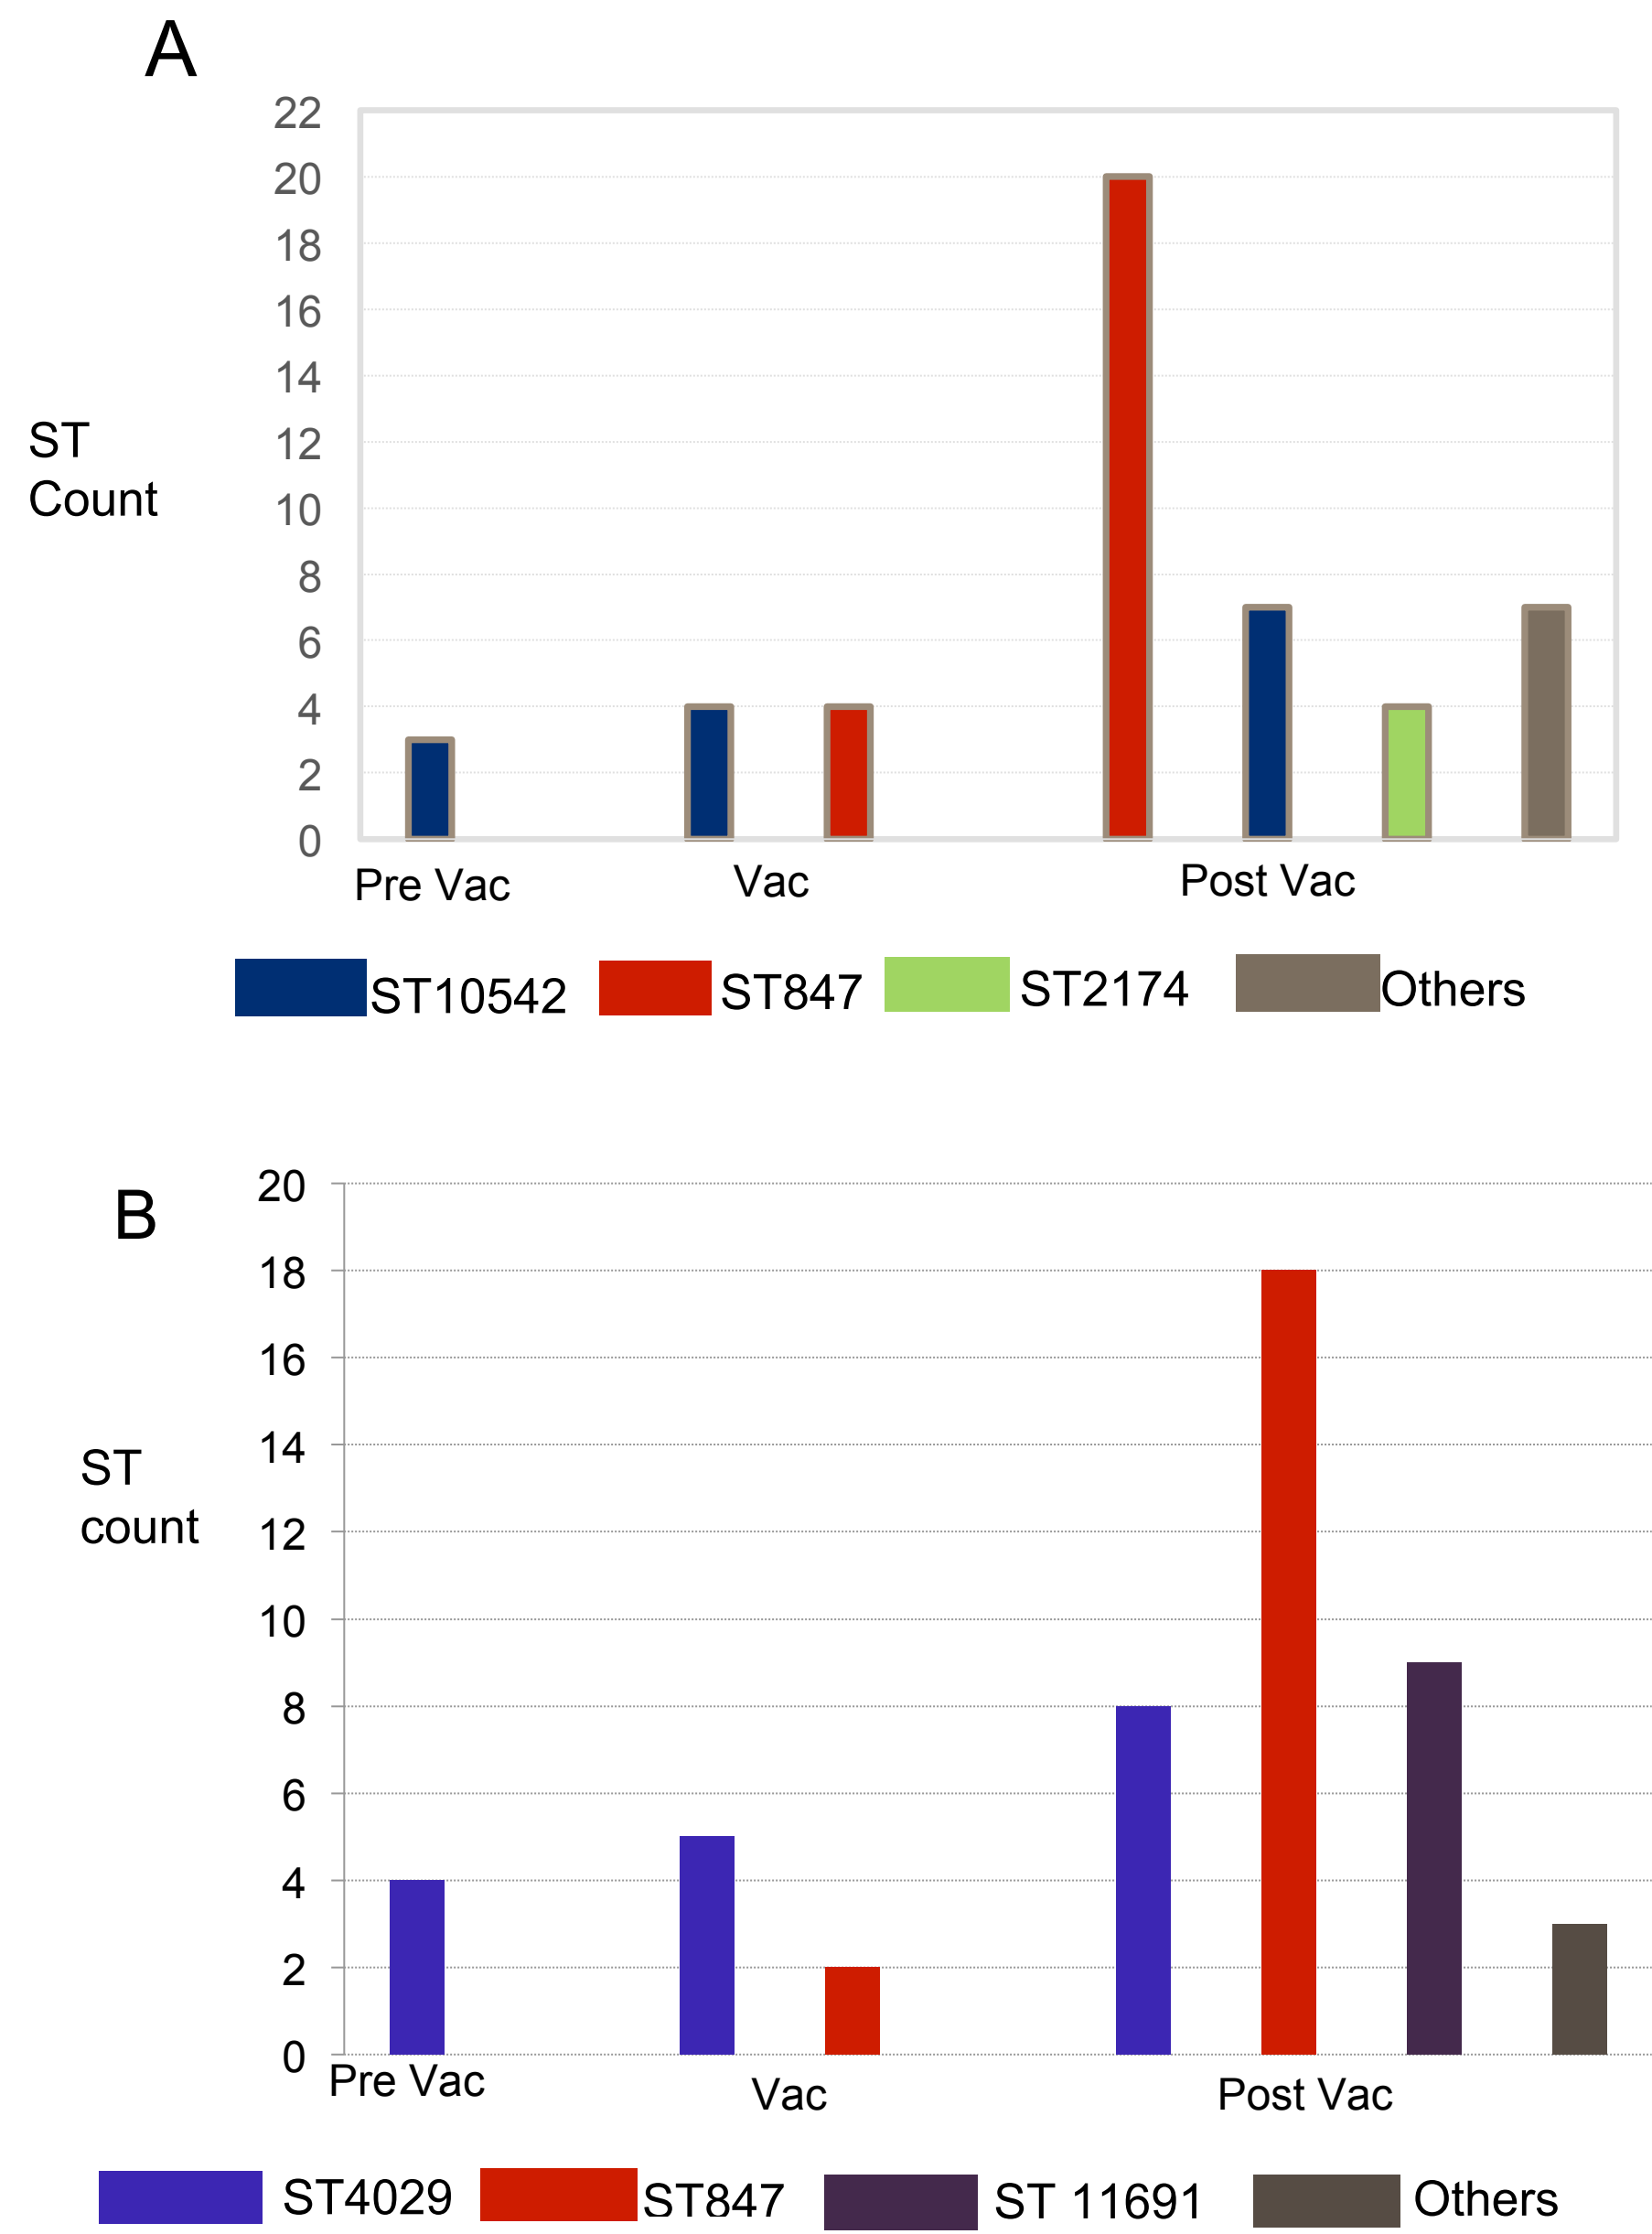 A
22
20
18
16
14
12
10
8
6
4
2
0
ST
Count
Pre Vac
Vac
Post Vac
ST10542
ST847
ST2174
Others
B
20
18
16
14
12
10
8
6
4
2
0
ST
count
Pre Vac
Vac
Post Vac
ST4029
ST847
ST 11691
Others